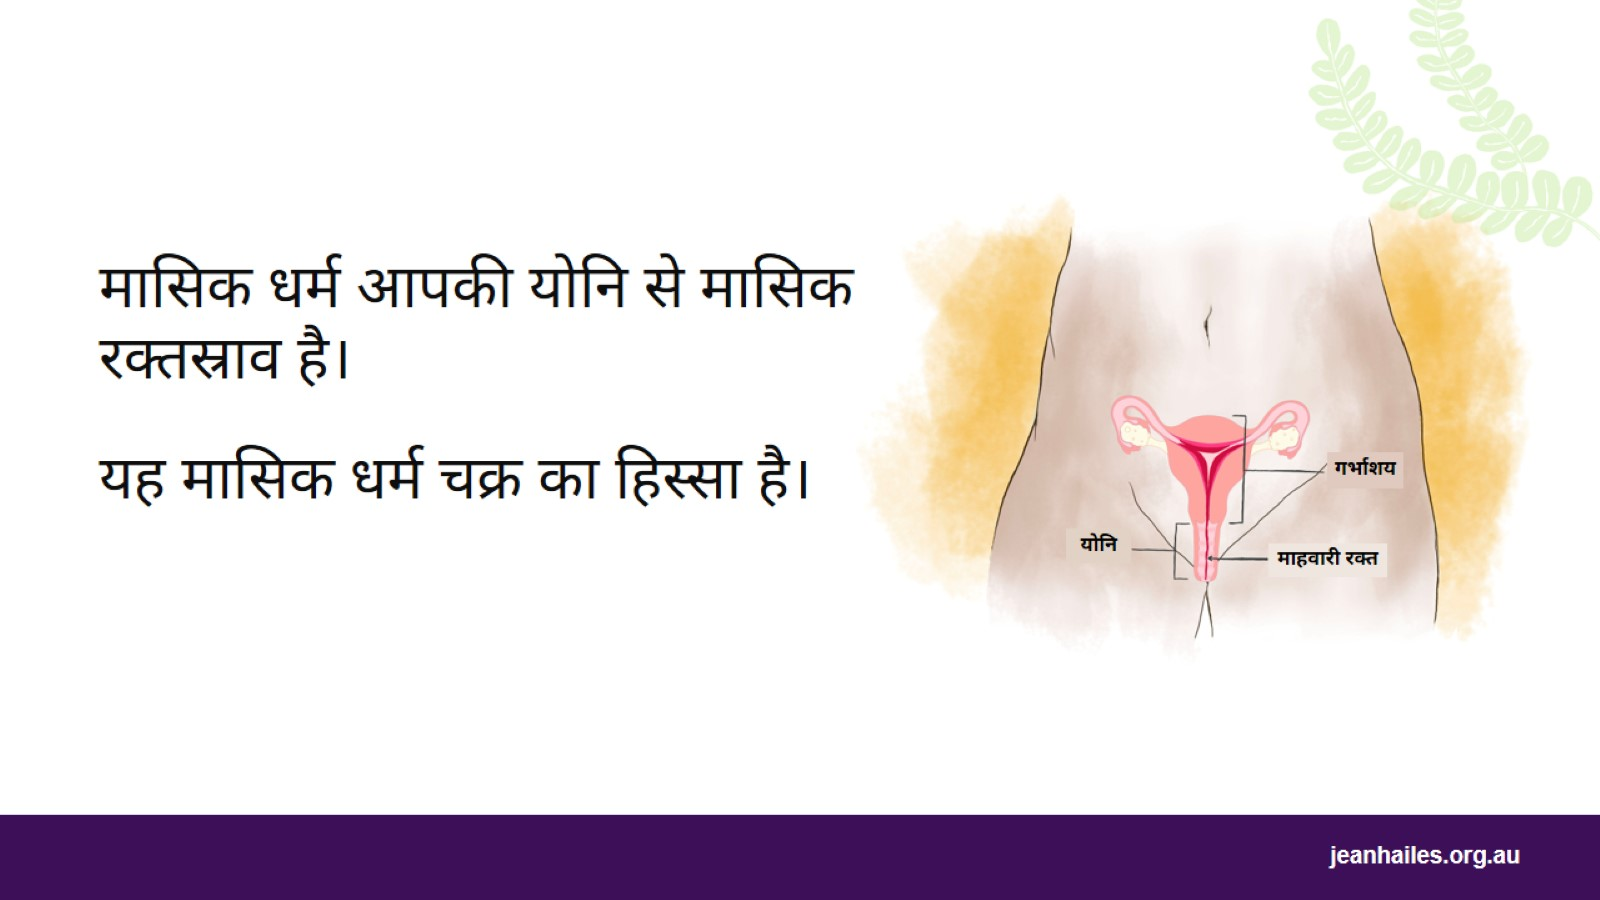 मासिक धर्म आपकी योनि से मासिक
रक्तस्राव है।
यह मासिक धर्म चक्र का हिस्सा है।
गर्भाशय
योनि
माहवारी रक्त
jeanhailes.org.au